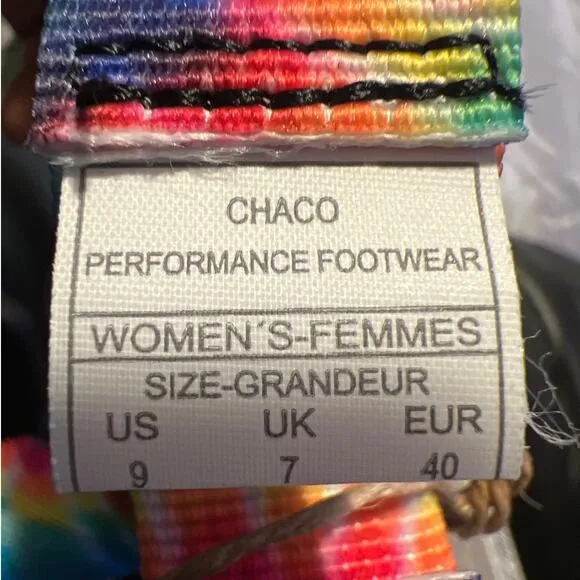 CHACO
PERFORMANCE FOOTWEAR
WOMEN´S-FEMMES
SIZE-GRANDEUR
US UK EUR
9 7 40